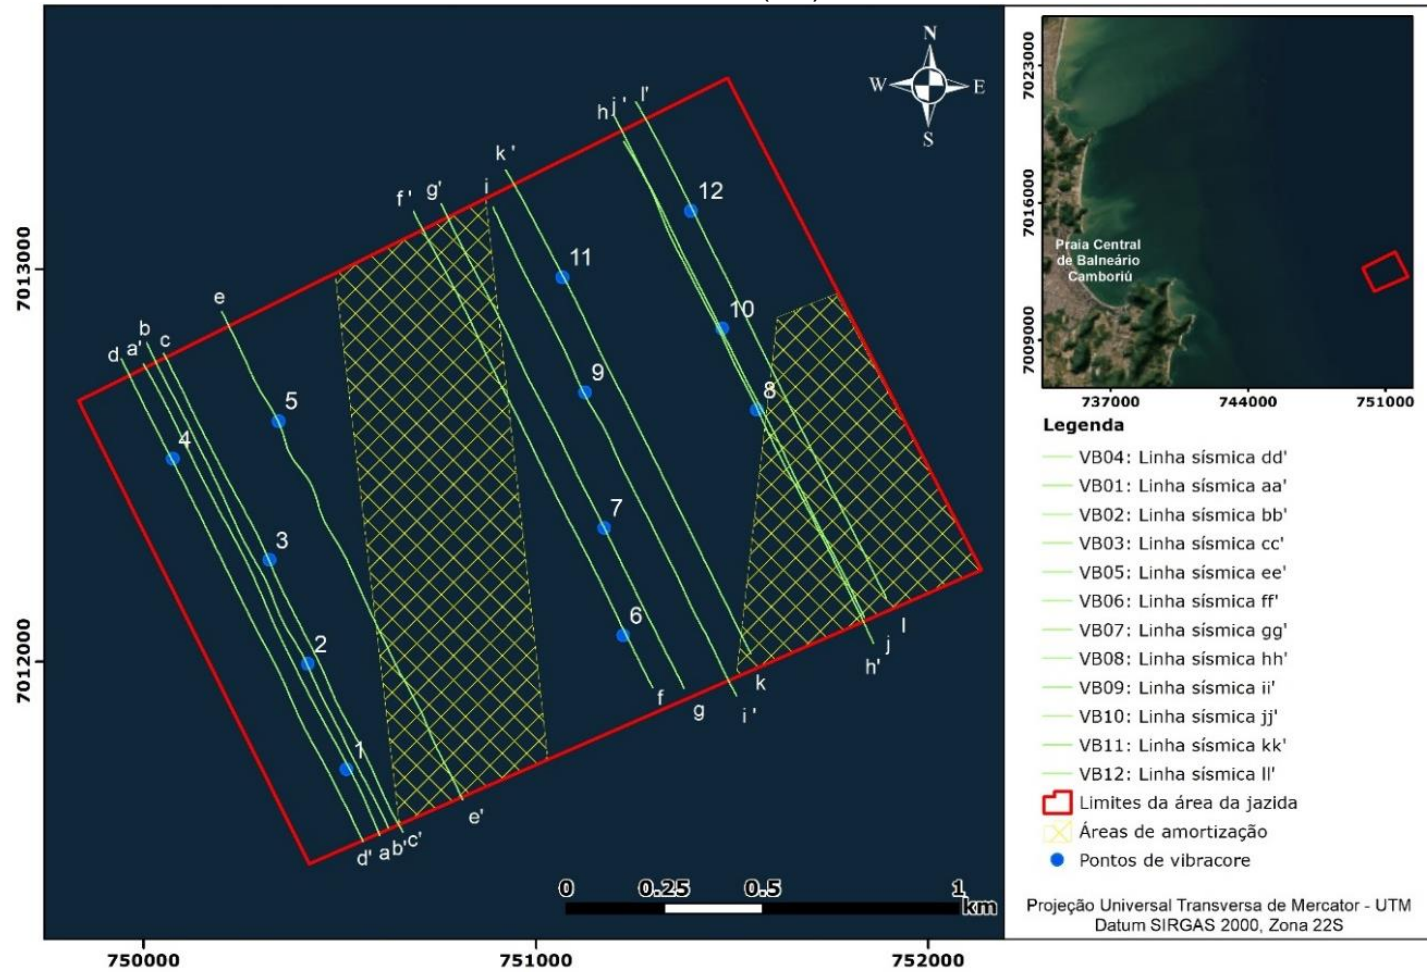 N
W E
S
h j' l'
k'
i
g'
f'
12
11
e
10
b
c
a'
d
9
8
5
4
7
3
6
2
l
j
h'
k
f
g
i'
1
e'
c'
b'
a
d'
0 0.25 0.5 1
km
7013000
7012000
750000 751000 752000
7023000
7016000
7009000
Praia Central
de Balneário
Camboriú
737000 744000 751000
Legenda
VB04: Linha sísmica dd'
VB01: Linha sísmica aa'
VB02: Linha sísmica bb'
VB03: Linha sísmica cc'
VB05: Linha sísmica ee'
VB06: Linha sísmica ff'
VB07: Linha sísmica gg'
VB08: Linha sísmica hh'
VB09: Linha sísmica ii'
VB10: Linha sísmica jj'
VB11: Linha sísmica kk'
VB12: Linha sísmica ll'
Limites da área da jazida
Áreas de amortização
Pontos de vibracore
Projeção Universal Transversa de Mercator - UTM
Datum SIRGAS 2000, Zona 22S